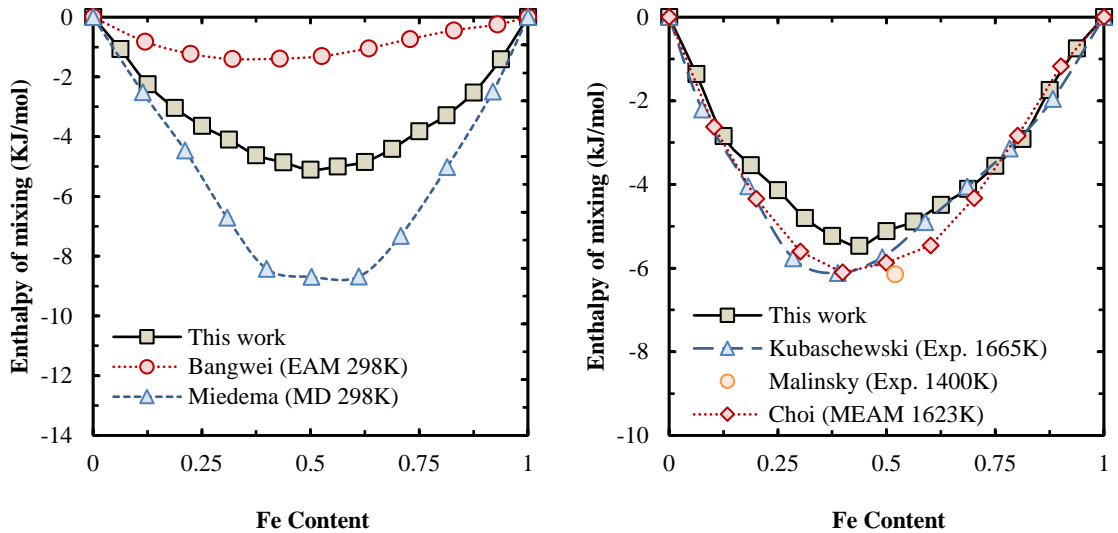 Enthalpy of mixing (KJ/mol)
0
-2
-4
-6
-8
-10
-12
-14
This work
Bangwei (EAM 298K)
Miedema (MD 298K)
0
0.25
0.5
0.75
1
Fe Content
Enthalpy of mixing (kJ/mol)
0
-2
-4
-6
-8
-10
This work
Kubaschewski (Exp. 1665K)
Malinsky (Exp. 1400K)
Choi (MEAM 1623K)
0
0.25
0.5
0.75
1
Fe Content